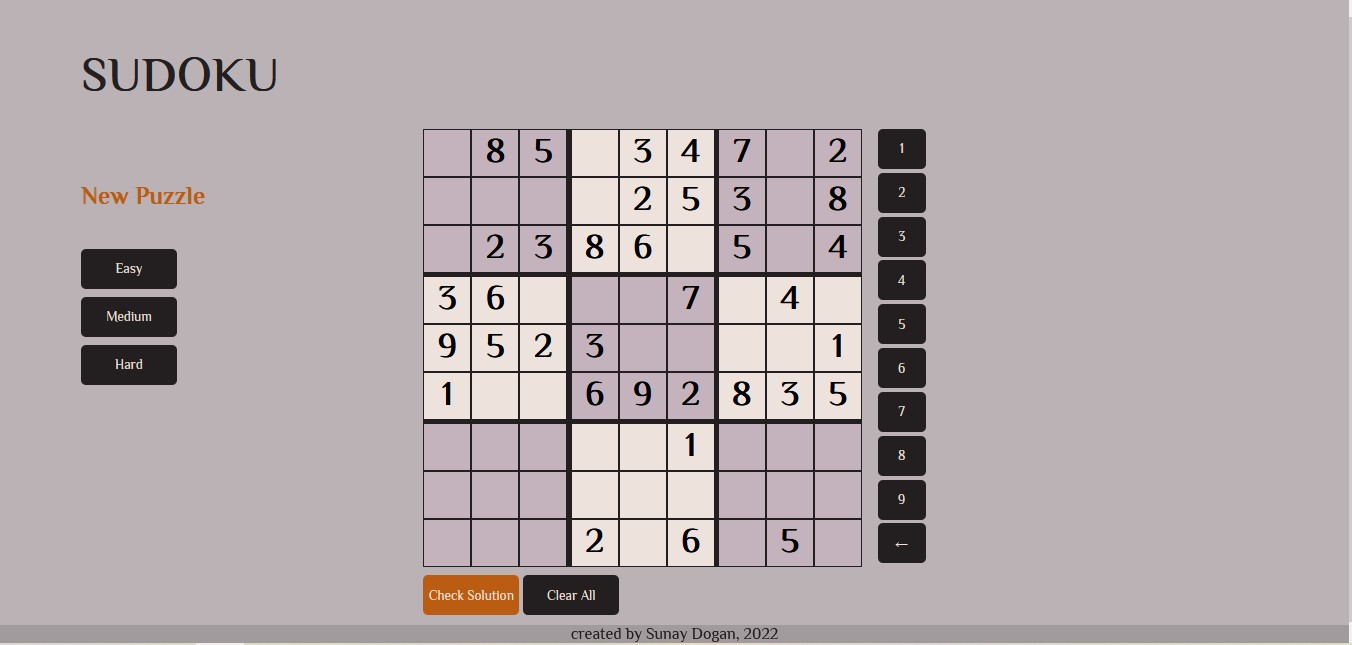 SUDOKU
New Puzzle
Easy
Medium
Hard
8 5 3 4 7 2
2 5 3 8
2 3 8 6 5 4
3 6 7 4
9 5 2 3 1
1 6 9 2 8 3 5
1
2 6 5
1
2
3
4
5
6
7
8
9
←
Check Solution
Clear All
created by Sunay Dogan, 2022